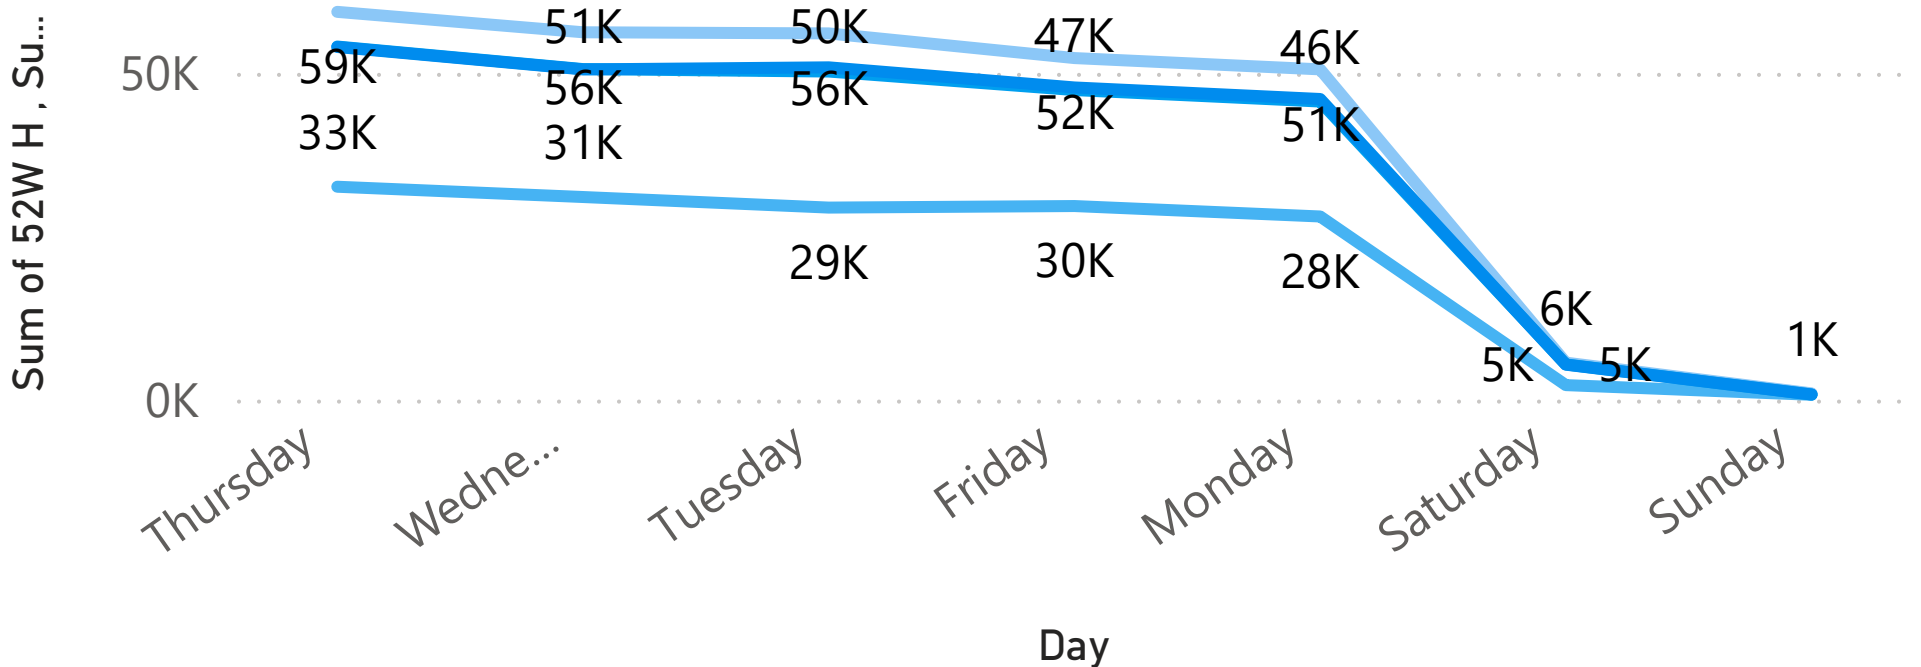 Sum of 52W H , Su...
50K
0K
59K
33K
51K
56K
31K
50K
56K
29K
47K
52K
30K
46K
51K
28K
6K
5K
5K
1K
Thursday
Wedne...
Tuesday
Friday
Monday
Saturday
Sunday
Day